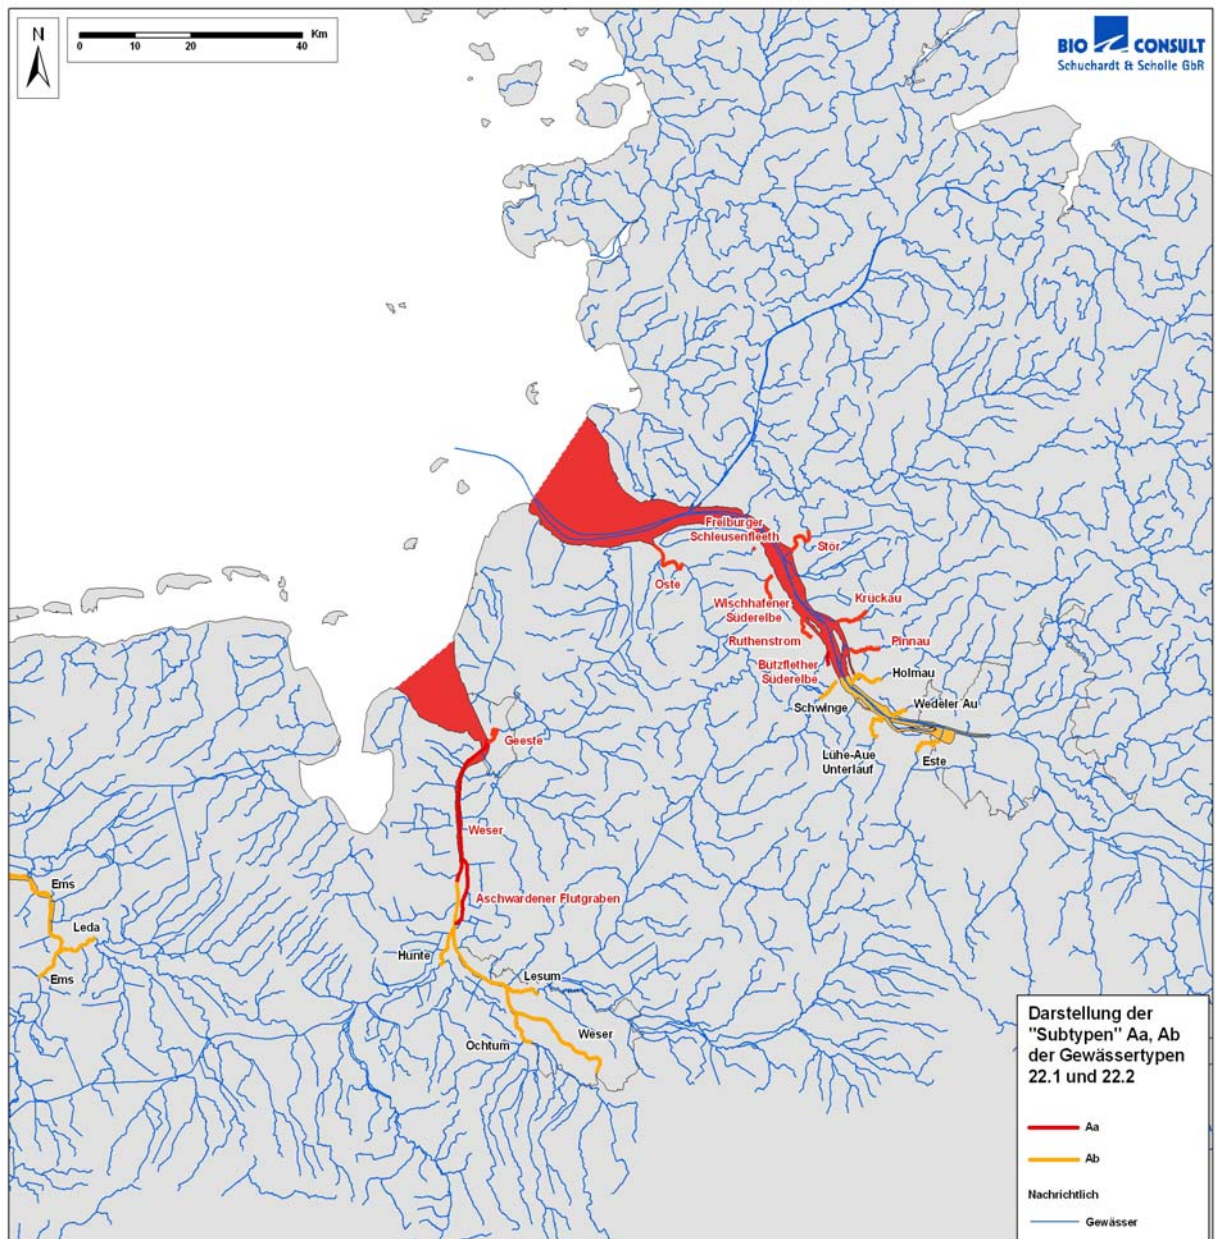 N
0 10 20 40 Km
BIO CONSULT
Schuchardt & Scholle GbR
Freiburger
Schleusenfleeth
Stör
Oste
Krückau
Wischhafener
Süderelbe
Ruthenstrom
Pinnau
Bützflether
Süderelbe
Holmau
Schwinge
Wedeler Au
Lühe-Aue
Unterlauf
Este
Geeste
Weser
Aschwardener Flutgraben
Ems
Leda
Ems
Hunte
Lesum
Weser
Ochtum
Darstellung der
"Subtypen" Aa, Ab
der Gewässertypen
22.1 und 22.2
Aa
Ab
Nachrichtlich
Gewässer